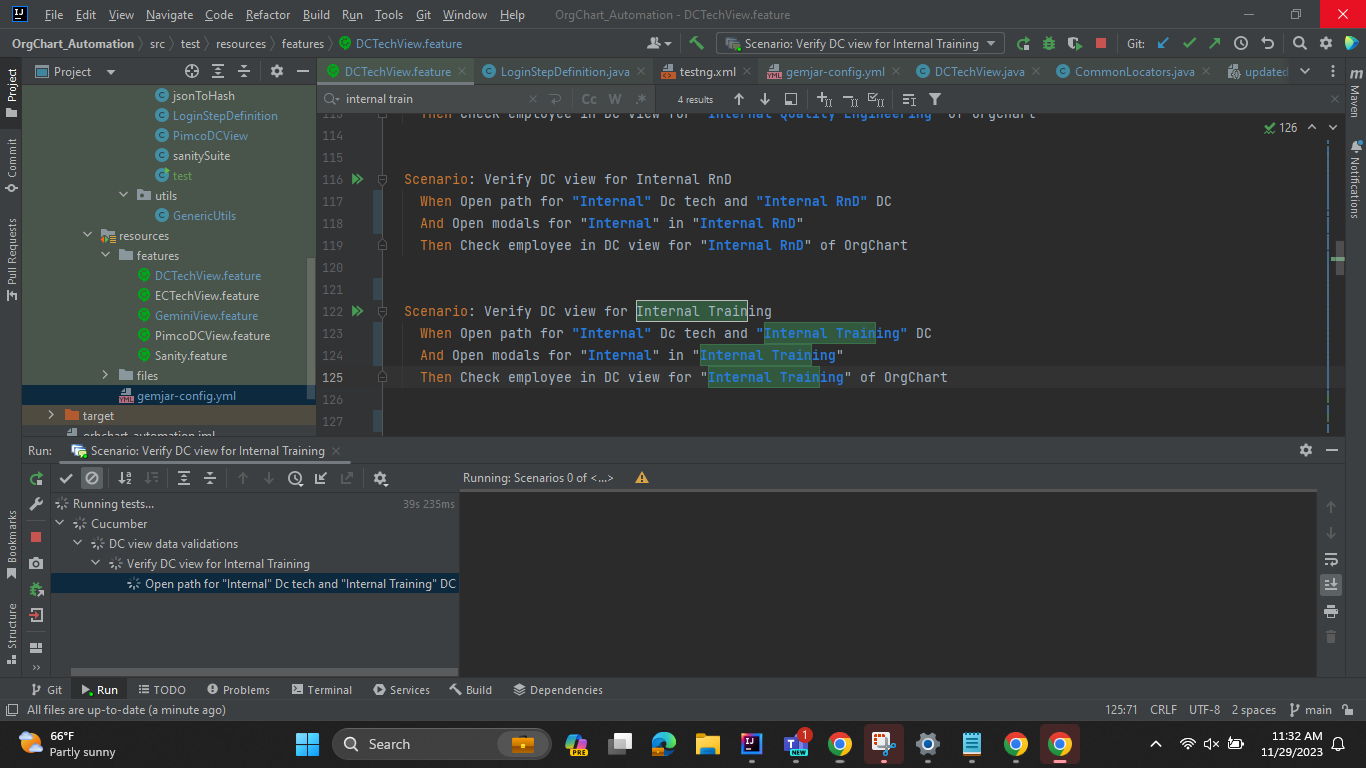 File Edit View Navigate Code Refactor Build Run Tools Git Window Help OrgChart_Automation - DCTechView.feature
OrgChart_Automation src test resources features DCTechView.feature Scenario: Verify DC view for Internal Training Git:
Project DCTechView.feature LoginStepDefinition.java testng.xml gemjar-config.yml DCTechView.java CommonLocators.java updated
internal train Cc W .* 4 results
jsonToHash
LoginStepDefinition
PimcoDCView
sanitySuite
test
utils
GenericUtils
resources
features
DCTechView.feature
ECTechView.feature
GeminiView.feature
PimcoDCView.feature
Sanity.feature
files
gemjar-config.yml
target
orbchart_automation.iml
113 Then Check employee in DC view for "Internal Quality Engineering" of OrgChart
114 126
115
116 Scenario: Verify DC view for Internal RnD
117 When Open path for "Internal" Dc tech and "Internal RnD" DC
118 And Open modals for "Internal" in "Internal RnD"
119 Then Check employee in DC view for "Internal RnD" of OrgChart
120
121
122 Scenario: Verify DC view for Internal Training
123 When Open path for "Internal" Dc tech and "Internal Training" DC
124 And Open modals for "Internal" in "Internal Training"
125 Then Check employee in DC view for "Internal Training" of OrgChart
126
127
Project
Commit
Pull Requests
Bookmarks
Structure
Maven
Notifications
Run: Scenario: Verify DC view for Internal Training
Running: Scenarios 0 of <...>
Running tests... 39s 235ms
Cucumber
DC view data validations
Verify DC view for Internal Training
Open path for "Internal" Dc tech and "Internal Training" DC
Git Run TODO Problems Terminal Services Build Dependencies
All files are up-to-date (a minute ago) 125:71 CRLF UTF-8 2 spaces main
66°F
Partly sunny
Search
PRE
1
NEW
11:32 AM
11/29/2023